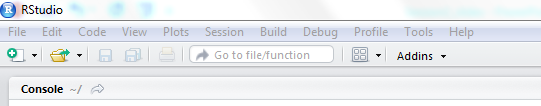 R RStudio
File Edit Code View Plots Session Build Debug Profile Tools Help
Go to file/function Addins
Console ~/